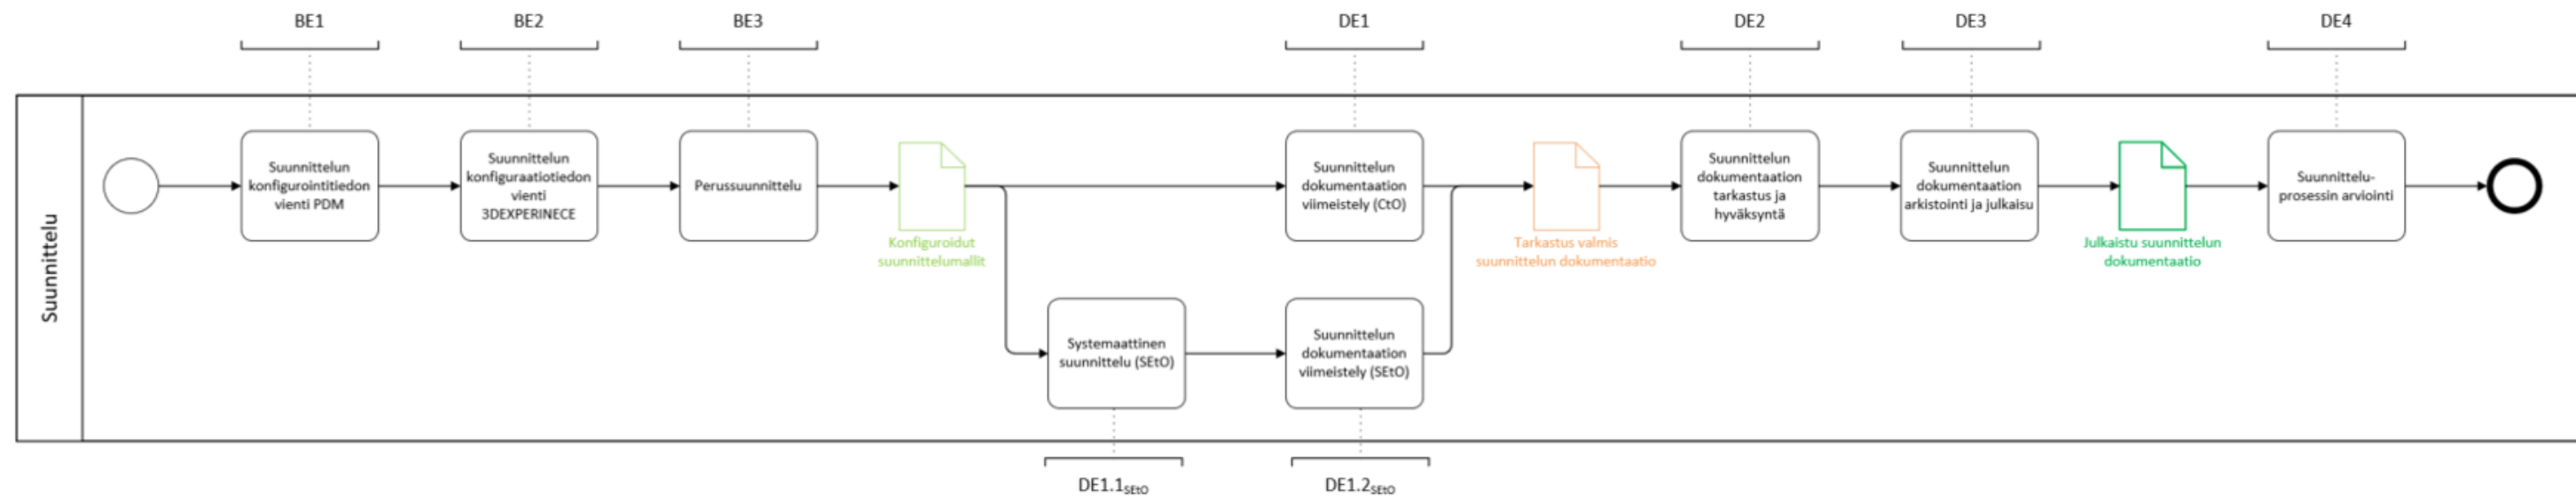 BE1
BE2
BE3
DE1
DE2
DE3
DE4
Suunnittelu
Suunnittelun
konfigurointitiedon
vienti PDM
Suunnittelun
konfiguraatiotiedon
vienti
3DEXPERINECE
Perussuunnittelu
Konfiguroidut
suunnittelumallit
Suunnittelun
dokumentaation
viimeistely (CtO)
Tarkastus valmis
suunnittelun dokumentaatio
Suunnittelun
dokumentaation
tarkastus ja
hyväksyntä
Suunnittelun
dokumentaation
arkistointi ja julkaisu
Julkaistu suunnittelun
dokumentaatio
Suunnittelu-
prosessin arviointi
Systemaattinen
suunnittelu (SEtO)
Suunnittelun
dokumentaation
viimeistely (SEtO)
DE1.1SEtO
DE1.2SEtO